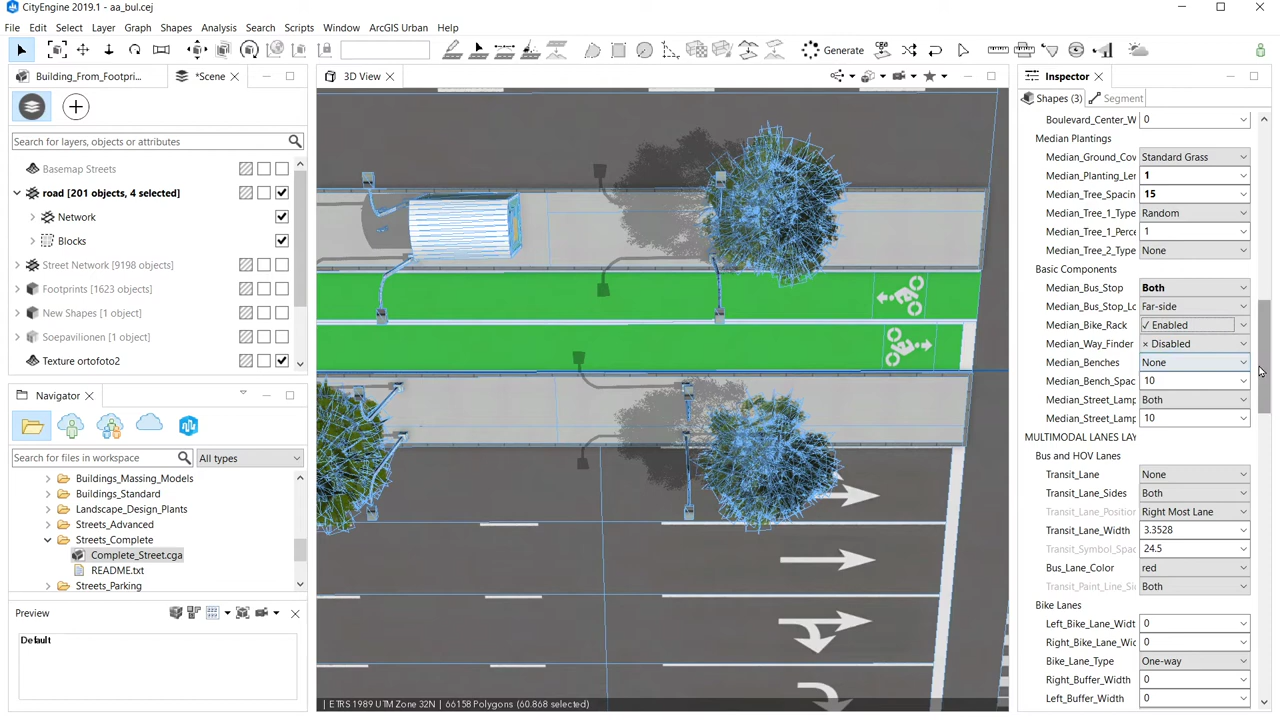 CityEngine 2019.1 - aa_bul.cej
File Edit Select Layer Graph Shapes Analysis Search Scripts Window ArcGIS Urban Help
Generate
Building_From_Footpri...
*Scene
3D View
Inspector
Shapes (3)
Segment
Search for layers, objects or attributes
Basemap Streets
road [201 objects, 4 selected]
Network
Blocks
Street Network [9198 objects]
Footprints [1623 objects]
New Shapes [1 object]
Soepavilionen [1 object]
Texture ortofoto2
Navigator
Search for files in workspace
All types
Buildings_Massing_Models
Buildings_Standard
Landscape_Design_Plants
Streets_Advanced
Streets_Complete
Complete_Street.cga
README.txt
Streets_Parking
Preview
Default
| ETRS 1989 UTM Zone 32N | 66158 Polygons (60.868 selected)
Boulevard_Center_W 0
Median Plantings
Median_Ground_Cov Standard Grass
Median_Planting_Ler 1
Median_Tree_Spacin 15
Median_Tree_1_Type Random
Median_Tree_1_Perce 1
Median_Tree_2_Type None
Basic Components
Median_Bus_Stop Both
Median_Bus_Stop_Lo Far-side
Median_Bike_Rack ✓ Enabled
Median_Way_Finder × Disabled
Median_Benches None
Median_Bench_Spac 10
Median_Street_Lamp Both
Median_Street_Lamp 10
MULTIMODAL LANES LAY
Bus and HOV Lanes
Transit_Lane None
Transit_Lane_Sides Both
Transit_Lane_Position Right Most Lane
Transit_Lane_Width 3.3528
Transit_Symbol_Spac 24.5
Bus_Lane_Color red
Transit_Paint_Line_Si Both
Bike Lanes
Left_Bike_Lane_Widt 0
Right_Bike_Lane_Wic 0
Bike_Lane_Type One-way
Right_Buffer_Width 0
Left_Buffer_Width 0